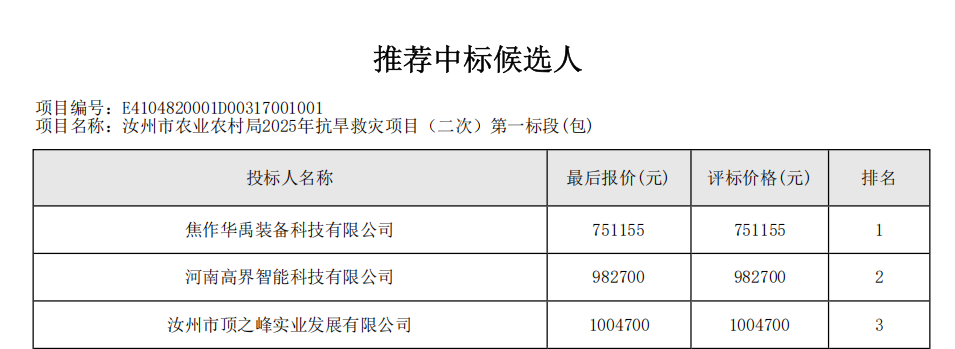 推荐中标候选人
项目编号：E4104820001D00317001001
项目名称：汝州市农业农村局2025年抗旱救灾项目（二次）第一标段(包)
投标人名称 最后报价(元) 评标价格(元) 排名
焦作华禹装备科技有限公司 751155 751155 1
河南高界智能科技有限公司 982700 982700 2
汝州市顶之峰实业发展有限公司 1004700 1004700 3